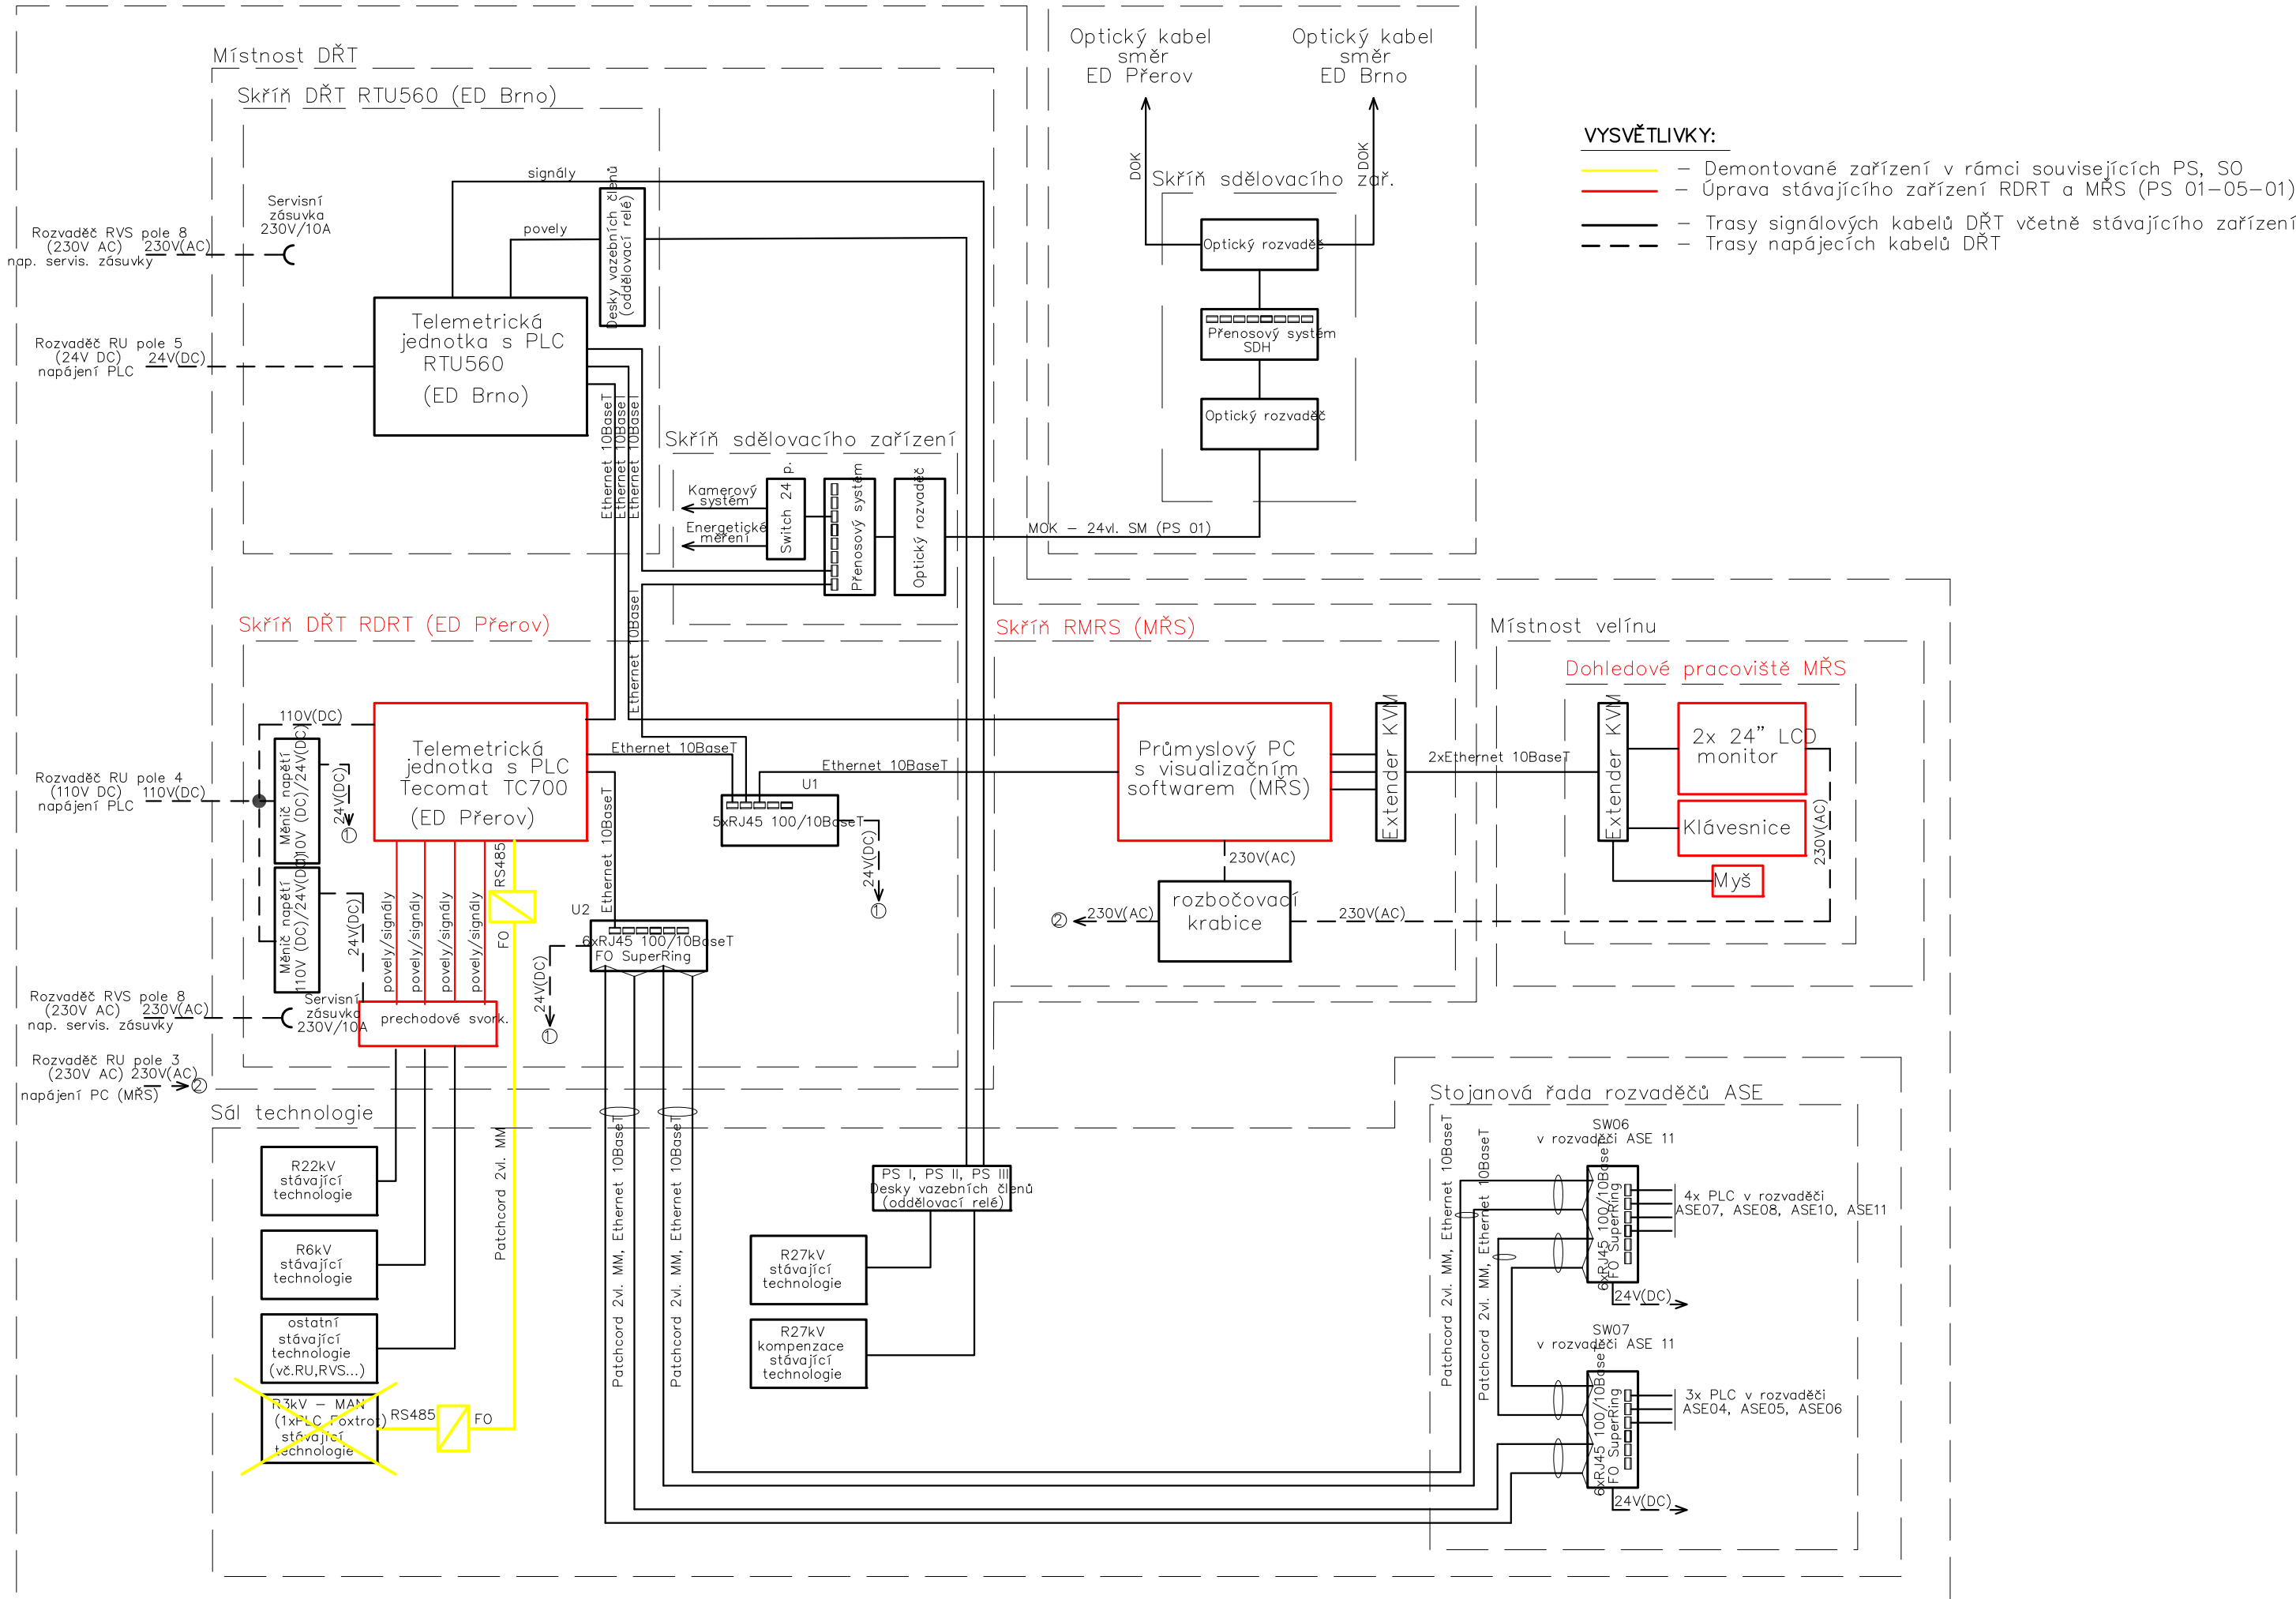 Místnost DŘT
Skříň DŘT RTU560 (ED Brno)
signály
povely
Desky vazebních členů
(oddělovací relé)
Servisní
zásuvka
230V/10A
Rozvaděč RVS pole 8
(230V AC)
230V(AC)
nap. servis. zásuvky
Rozvaděč RU pole 5
(24V DC)
24V(DC)
napájení PLC
Telemetrická
jednotka s PLC
RTU560
(ED Brno)
Ethernet 10BaseT
Ethernet 10BaseT
Ethernet 10BaseT
Optický kabel
směr
ED Přerov
Optický kabel
směr
ED Brno
DOK
DOK
Skříň sdělovacího zař.
Optický rozvaděč
Přenosový systém
SDH
Optický rozvaděč
VYSVĚTLIVKY:
– Demontované zařízení v rámci souvisejících PS, SO
– Úprava stávajícího zařízení RDRT a MŘS (PS 01–05–01)
– Trasy signálových kabelů DŘT včetně stávajícího zařízení
– Trasy napájecích kabelů DŘT
Skříň sdělovacího zařízení
Kamerový
systém
Energetické
měření
Switch 24 p.
Přenosový systém
Optický rozvaděč
MOK – 24vl. SM (PS 01)
Ethernet 10BaseT
Skříň DŘT RDRT (ED Přerov)
110V(DC)
Měnič napětí
110V (DC)/24V(DC)
24V(DC)
1
Rozvaděč RU pole 4
(110V DC)
110V(DC)
napájení PLC
Měnič napětí
110V (DC)/24V(DC)
24V(DC)
Telemetrická
jednotka s PLC
Tecomat TC700
(ED Přerov)
Ethernet 10BaseT
Ethernet 10BaseT
U1
5xRJ45 100/10BaseT
24V(DC)
1
Ethernet 10BaseT
RS485
FO
povely/signály
povely/signály
povely/signály
povely/signály
U2
6xRJ45 100/10BaseT
FO SuperRing
24V(DC)
1
Rozvaděč RVS pole 8
(230V AC)
230V(AC)
nap. servis. zásuvky
Servisní
zásuvka
230V/10A
prechodové svork.
Rozvaděč RU pole 3
(230V AC)
230V(AC)
2
napájení PC (MŘS)
Skříň RMRS (MŘS)
Průmyslový PC
s visualizačním
softwarem (MŘS)
Extender KVM
2xEthernet 10BaseT
230V(AC)
rozbočovací
krabice
2
230V(AC)
230V(AC)
Místnost velínu
Dohledové pracoviště MŘS
Extender KVM
2x 24" LCD
monitor
Klávesnice
Myš
230V(AC)
Sál technologie
R22kV
stávající
technologie
R6kV
stávající
technologie
ostatní
stávající
technologie
(vč.RU,RVS...)
R3kV – MAN
(1xPLC Foxtrot)
stávající
technologie
RS485
FO
Patchcord 2vl. MM
Patchcord 2vl. MM, Ethernet 10BaseT
Patchcord 2vl. MM, Ethernet 10BaseT
PS I, PS II, PS III
Desky vazebních členů
(oddělovací relé)
R27kV
stávající
technologie
R27kV
kompenzace
stávající
technologie
Stojanová řada rozvaděčů ASE
Patchcord 2vl. MM, Ethernet 10BaseT
Patchcord 2vl. MM, Ethernet 10BaseT
SW06
v rozvaděči ASE 11
6xRJ45 100/10BaseT
FO SuperRing
4x PLC v rozvaděči
ASE07, ASE08, ASE10, ASE11
24V(DC)
SW07
v rozvaděči ASE 11
6xRJ45 100/10BaseT
FO SuperRing
3x PLC v rozvaděči
ASE04, ASE05, ASE06
24V(DC)